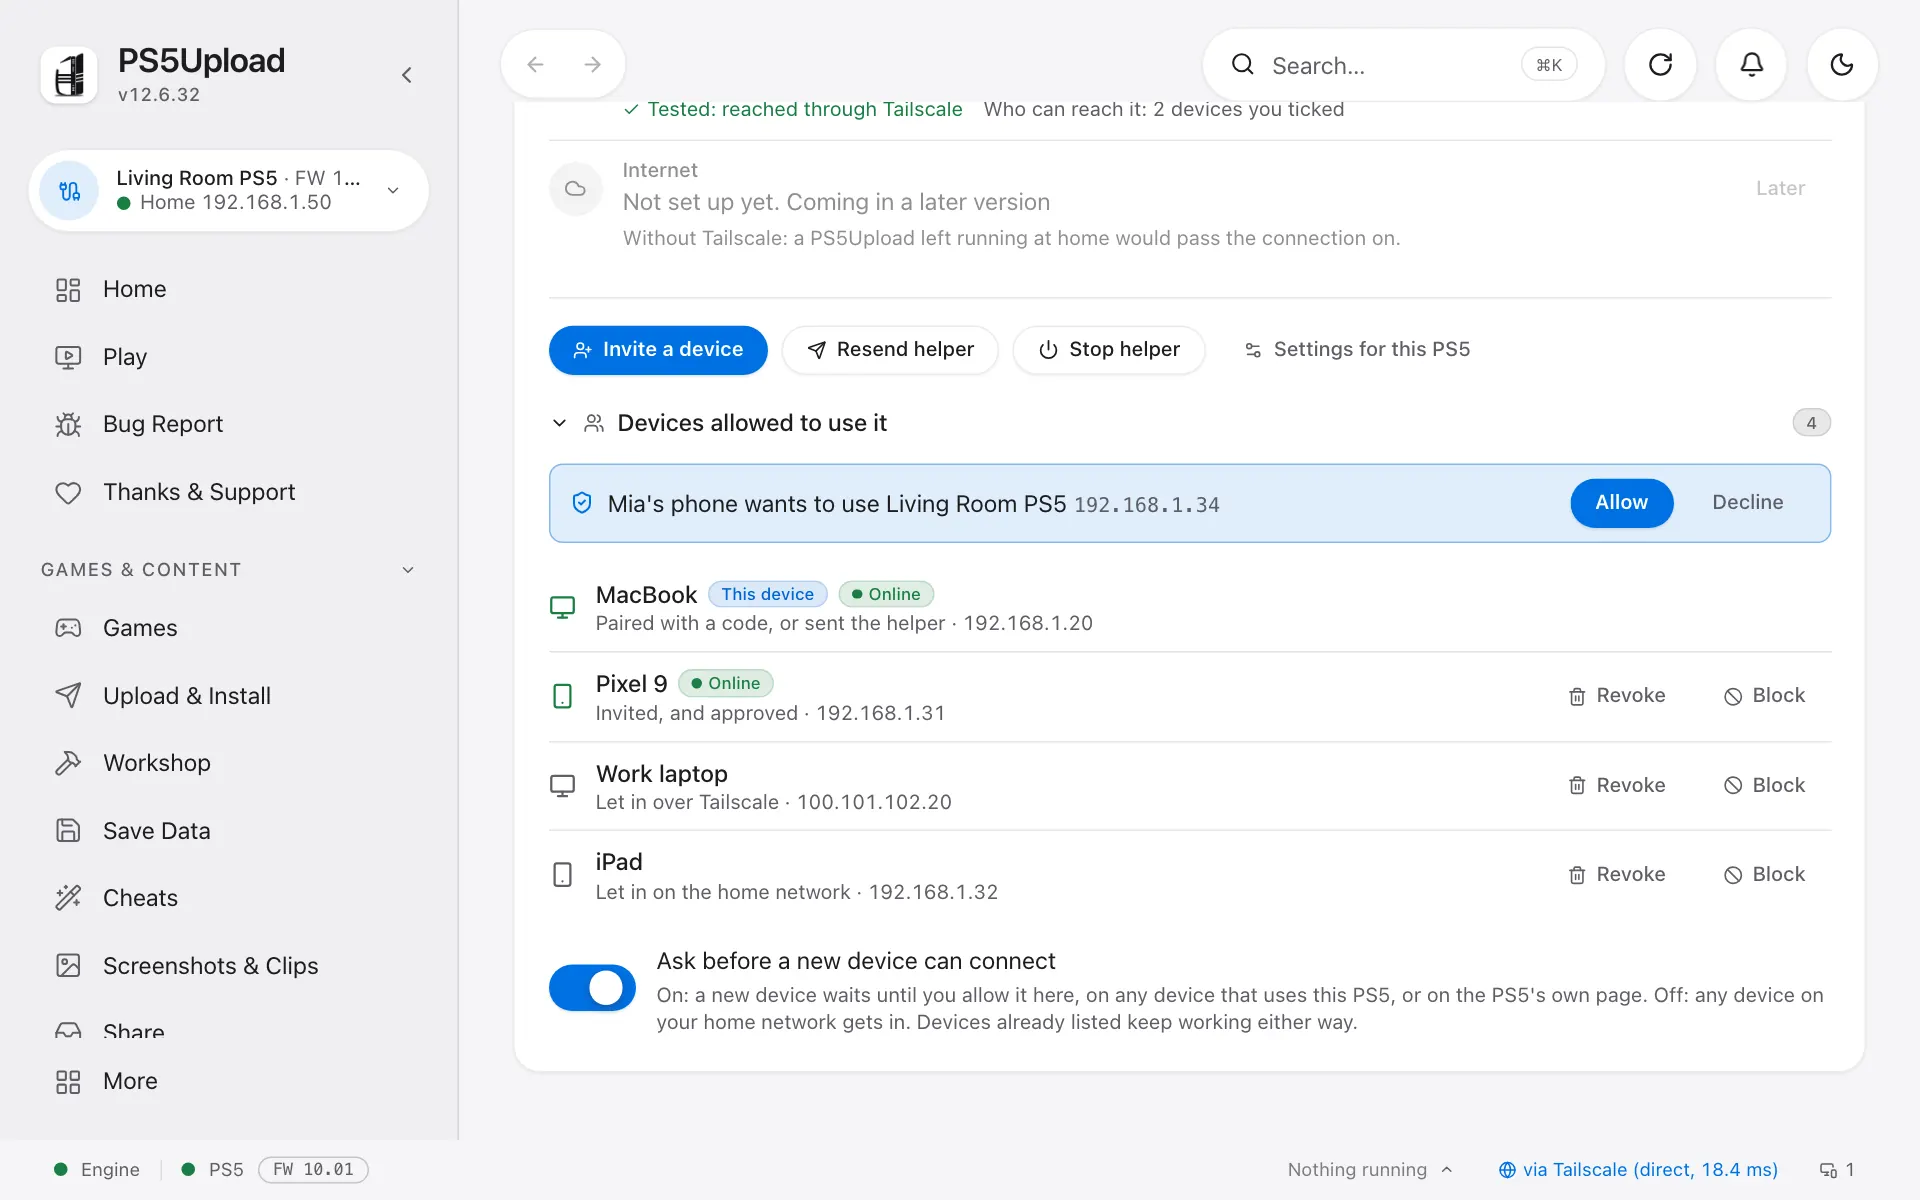 PS5Upload
v12.6.32
Living Room PS5 · FW 1...
Home 192.168.1.50
Home
Play
Bug Report
Thanks & Support
GAMES & CONTENT
Games
Upload & Install
Workshop
Save Data
Cheats
Screenshots & Clips
Share
More
Search...
⌘K
Tested: reached through Tailscale Who can reach it: 2 devices you ticked
Internet
Not set up yet. Coming in a later version
Later
Without Tailscale: a PS5Upload left running at home would pass the connection on.
Invite a device
Resend helper
Stop helper
Settings for this PS5
Devices allowed to use it
4
Mia's phone wants to use Living Room PS5 192.168.1.34
Allow
Decline
MacBook This device Online
Paired with a code, or sent the helper · 192.168.1.20
Pixel 9 Online
Invited, and approved · 192.168.1.31
Revoke
Block
Work laptop
Let in over Tailscale · 100.101.102.20
Revoke
Block
iPad
Let in on the home network · 192.168.1.32
Revoke
Block
Ask before a new device can connect
On: a new device waits until you allow it here, on any device that uses this PS5, or on the PS5's own page. Off: any device on
your home network gets in. Devices already listed keep working either way.
Engine
PS5
FW 10.01
Nothing running
via Tailscale (direct, 18.4 ms)
1